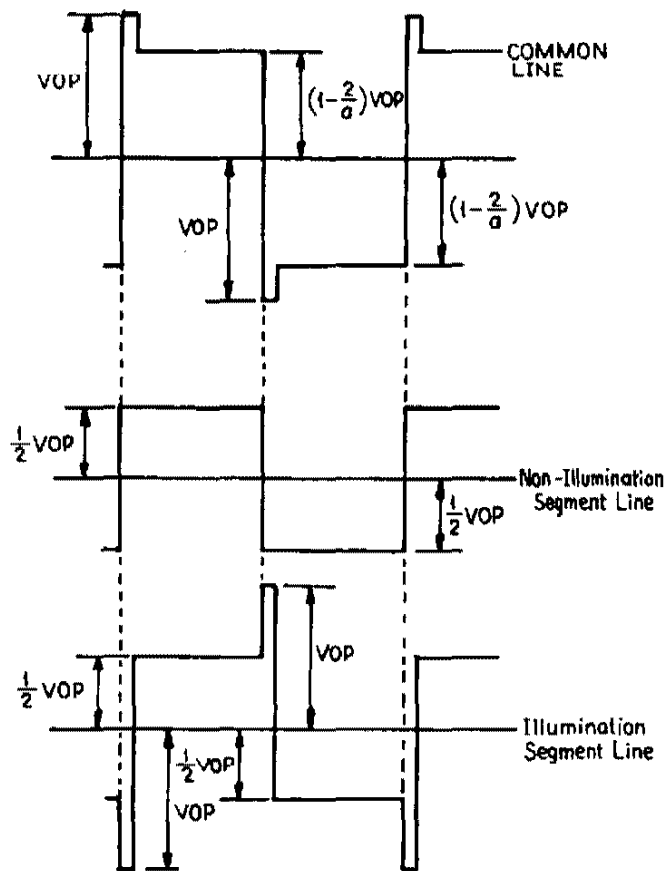 COMMON
LINE
VOP
(1-2/a)VOP
VOP
(1-2/a)VOP
1/2 VOP
Non-Illumination
Segment Line
1/2 VOP
VOP
1/2 VOP
Illumination
Segment Line
1/2 VOP
VOP